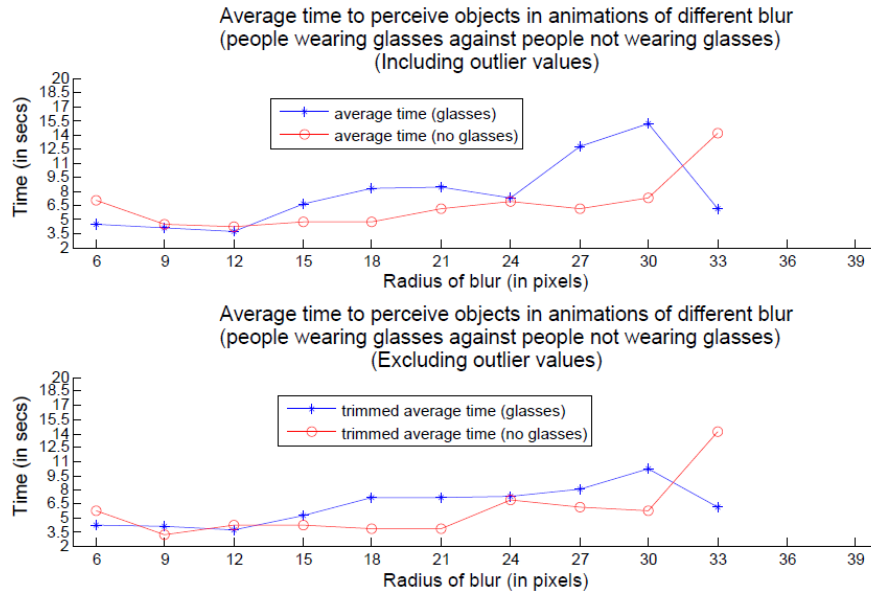 Average time to perceive objects in animations of different blur
(people wearing glasses against people not wearing glasses)
(Including outlier values)
20
18.5
17
15.5
14
12.5
11
9.5
8
6.5
5
3.5
2
Time (in secs)
average time (glasses)
average time (no glasses)
6 9 12 15 18 21 24 27 30 33 36 39
Radius of blur (in pixels)
Average time to perceive objects in animations of different blur
(people wearing glasses against people not wearing glasses)
(Excluding outlier values)
20
18.5
17
15.5
14
12.5
11
9.5
8
6.5
5
3.5
2
Time (in secs)
trimmed average time (glasses)
trimmed average time (no glasses)
6 9 12 15 18 21 24 27 30 33 36 39
Radius of blur (in pixels)